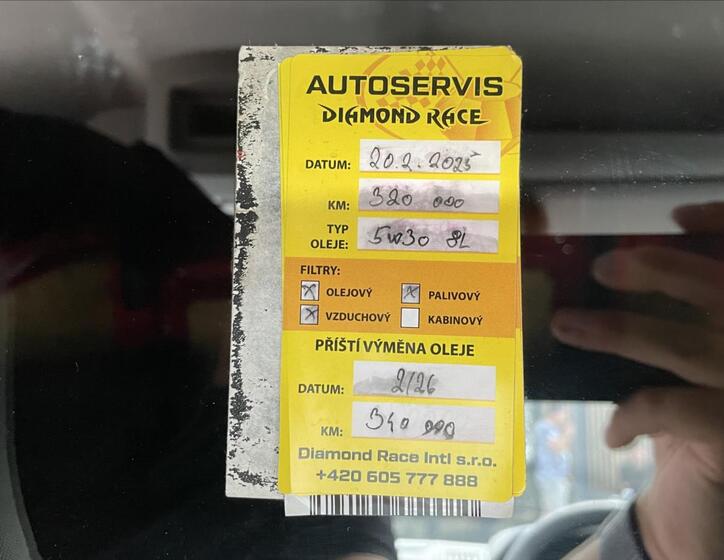 AUTOSERVIS
DIAMOND RACE
DATUM: 20.2.2025
KM: 320 000
TYP OLEJE: 5W30 8L
FILTRY:
X OLEJOVÝ X PALIVOVÝ
X VZDUCHOVÝ KABINOVÝ
PŘÍŠTÍ VÝMĚNA OLEJE
DATUM: 2/26
KM: 340 000
Diamond Race Intl s.r.o.
+420 605 777 888